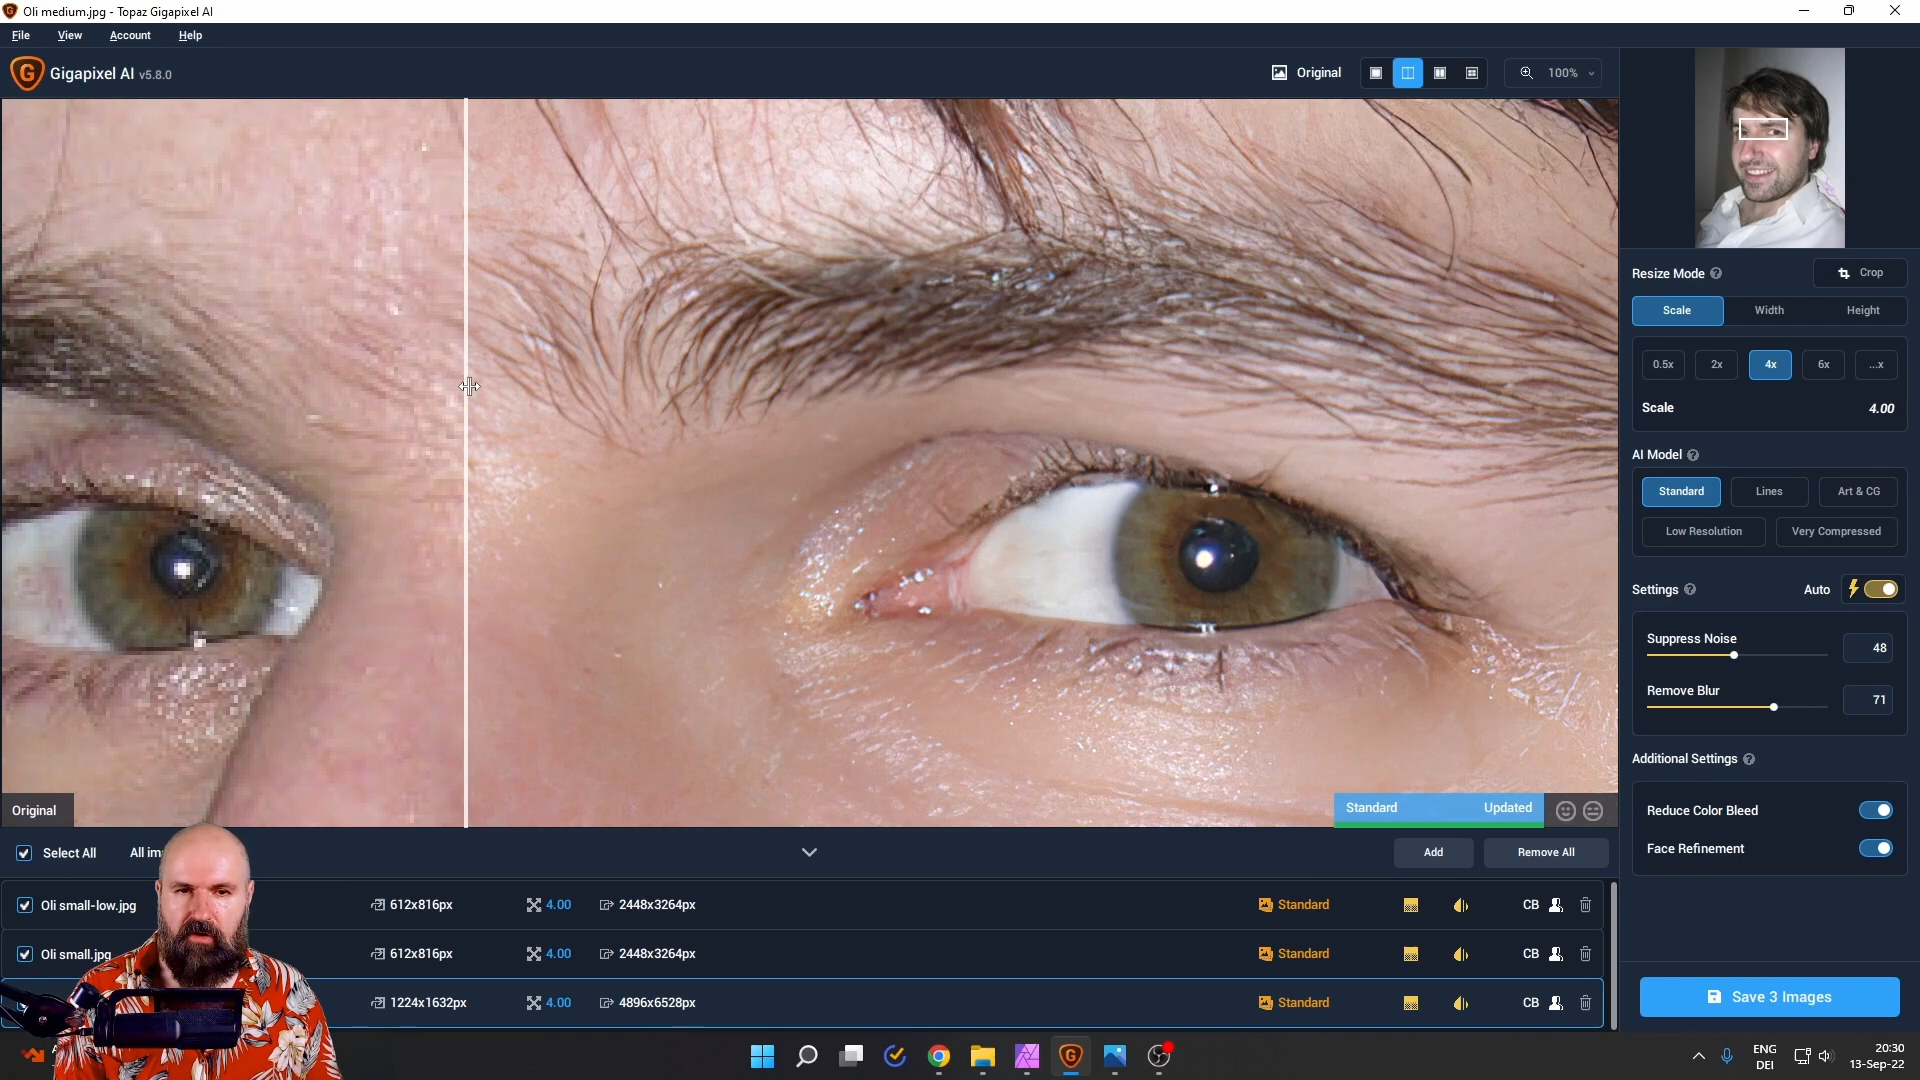 Oli medium.jpg - Topaz Gigapixel AI
File View Account Help
Gigapixel AI v5.8.0
Original
100%
Resize Mode
Crop
Scale Width Height
0.5x 2x 4x 6x ...x
Scale 4.00
AI Model
Standard Lines Art & CG
Low Resolution Very Compressed
Settings Auto
Suppress Noise 48
Remove Blur 71
Additional Settings
Reduce Color Bleed
Face Refinement
Save 3 Images
Original
Standard Updated
Select All All im
Add Remove All
Oli small-low.jpg 612x816px 4.00 2448x3264px Standard CB
Oli small.jpg 612x816px 4.00 2448x3264px Standard CB
1224x1632px 4.00 4896x6528px Standard CB
ENG
DEI
20:30
13-Sep-22